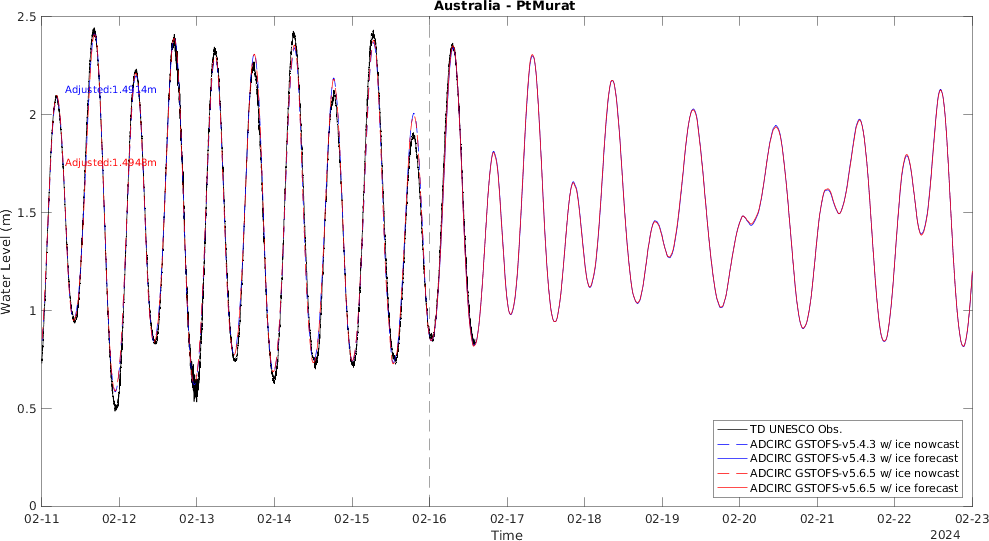 Australia - PtMurat
2.5
2
1.5
1
0.5
0
Water Level (m)
Adjusted:1.4914m
Adjusted:1.4948m
TD UNESCO Obs.
ADCIRC GSTOFS-v5.4.3 w/ ice nowcast
ADCIRC GSTOFS-v5.4.3 w/ ice forecast
ADCIRC GSTOFS-v5.6.5 w/ ice nowcast
ADCIRC GSTOFS-v5.6.5 w/ ice forecast
02-11 02-12 02-13 02-14 02-15 02-16 02-17 02-18 02-19 02-20 02-21 02-22 02-23
Time
2024